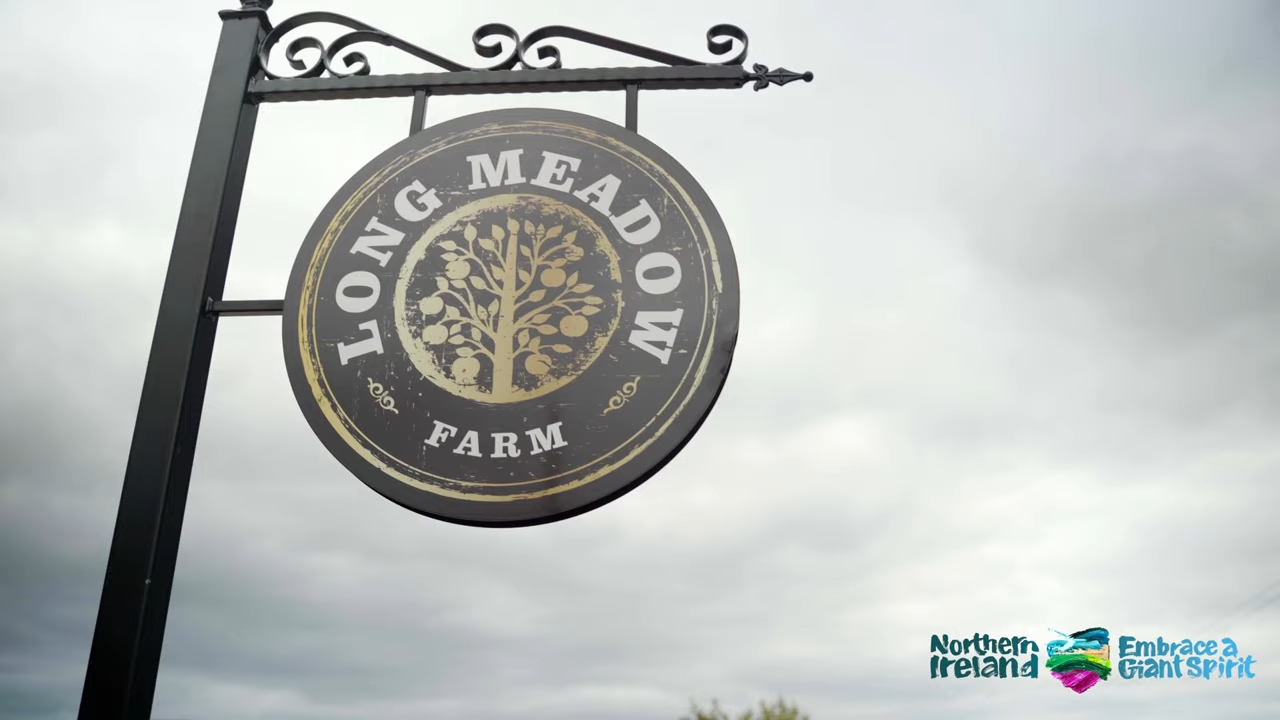 LONG MEADOW
FARM
Northern
Ireland
Embrace a
Giant Spirit